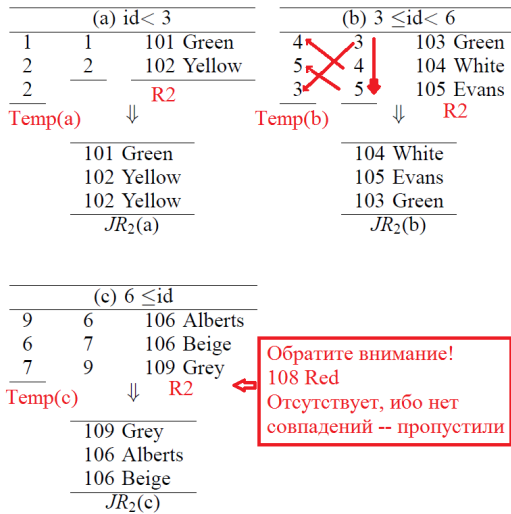 (a) id< 3
1 1 101 Green
2 2 102 Yellow
2
Temp(a) R2
⇓
101 Green
102 Yellow
102 Yellow
JR2(a)
(b) 3 ≤id< 6
4 3 103 Green
5 4 104 White
3 5 105 Evans
Temp(b) R2
⇓
104 White
105 Evans
103 Green
JR2(b)
(c) 6 ≤id
9 6 106 Alberts
6 7 106 Beige
7 9 109 Grey
Temp(c) R2
⇓
109 Grey
106 Alberts
106 Beige
JR2(c)
Обратите внимание!
108 Red
Отсутствует, ибо нет
совпадений -- пропустили